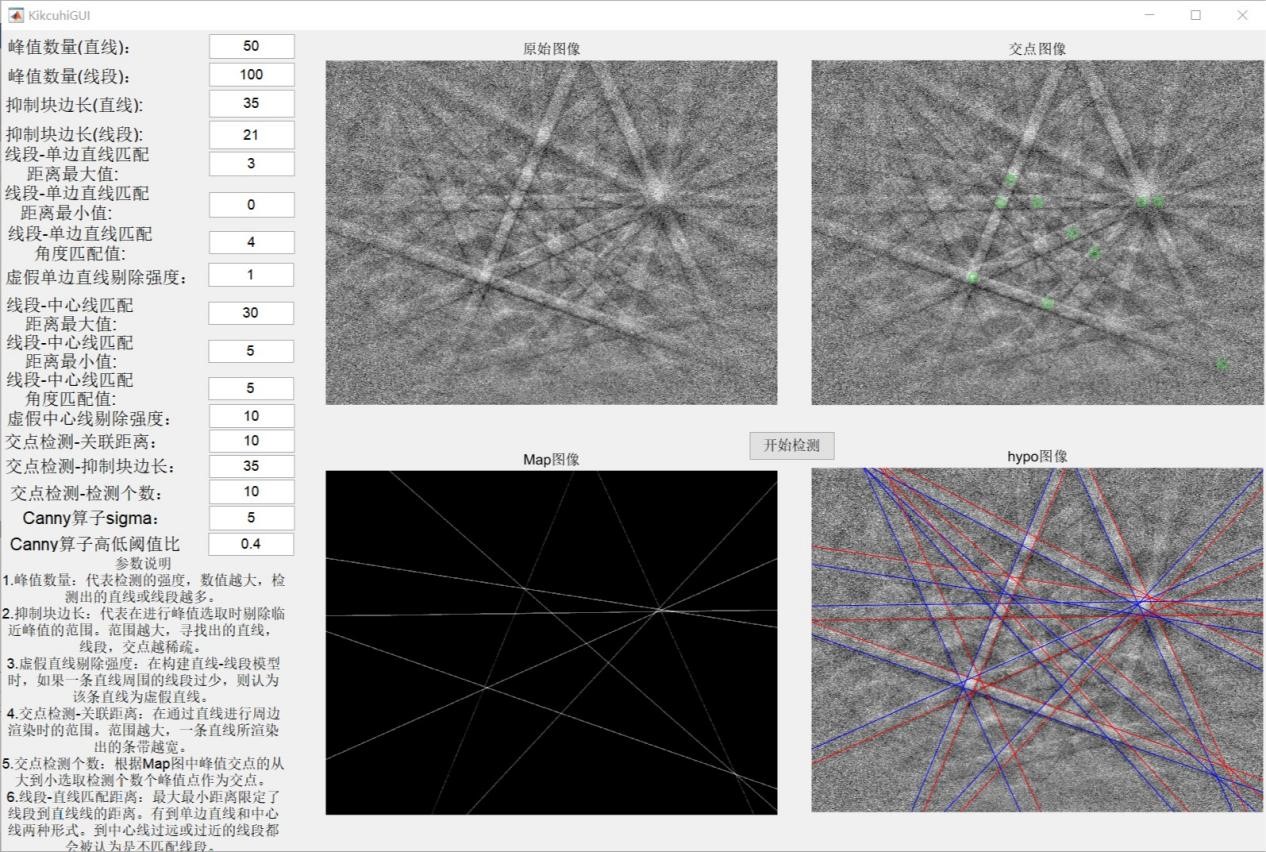 KikcuhiGUI
峰值数量(直线): 50
峰值数量(线段): 100
抑制块边长(直线): 35
抑制块边长(线段): 21
线段-单边直线匹配
距离最大值: 3
线段-单边直线匹配
距离最小值: 0
线段-单边直线匹配
角度匹配值: 4
虚假单边直线剔除强度: 1
线段-中心线匹配
距离最大值: 30
线段-中心线匹配
距离最小值: 5
线段-中心线匹配
角度匹配值: 5
虚假中心线剔除强度: 10
交点检测-关联距离: 10
交点检测-抑制块边长: 35
交点检测-检测个数: 10
Canny算子sigma: 5
Canny算子高低阈值比 0.4
参数说明
1.峰值数量：代表检测的强度，数值越大，检
测出的直线或线段越多。
2.抑制块边长：代表在进行峰值选取时剔除临
近峰值的范围。范围越大，寻找出的直线，
线段，交点越稀疏。
3.虚假直线剔除强度：在构建直线-线段模型
时，如果一条直线周围的线段过少，则认为
该条直线为虚假直线。
4.交点检测-关联距离：在通过直线进行周边
渲染时的范围。范围越大，一条直线所渲染
出的条带越宽。
5.交点检测个数：根据Map图中峰值交点的从
大到小选取检测个数个峰值点作为交点。
6.线段-直线匹配距离：最大最小距离限定了
线段到直线线的距离。有到单边直线和中心
线两种形式。到中心线过远或过近的线段都
会被认为是不匹配线段。
原始图像
交点图像
开始检测
Map图像
hypo图像